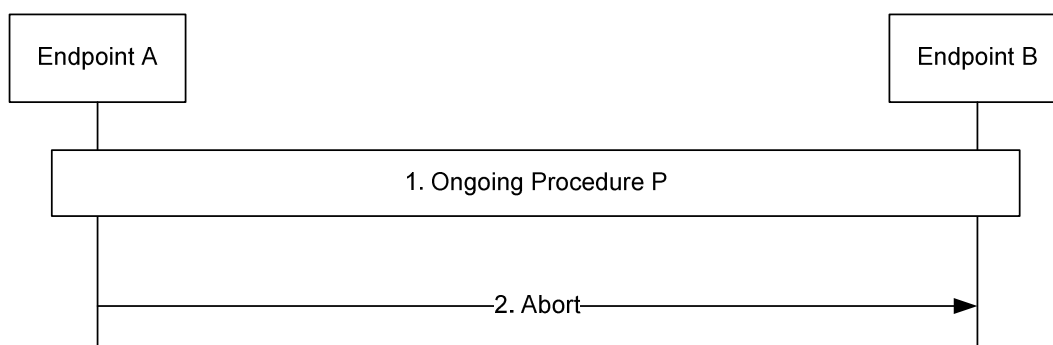 Endpoint A
Endpoint B
1. Ongoing Procedure P
2. Abort